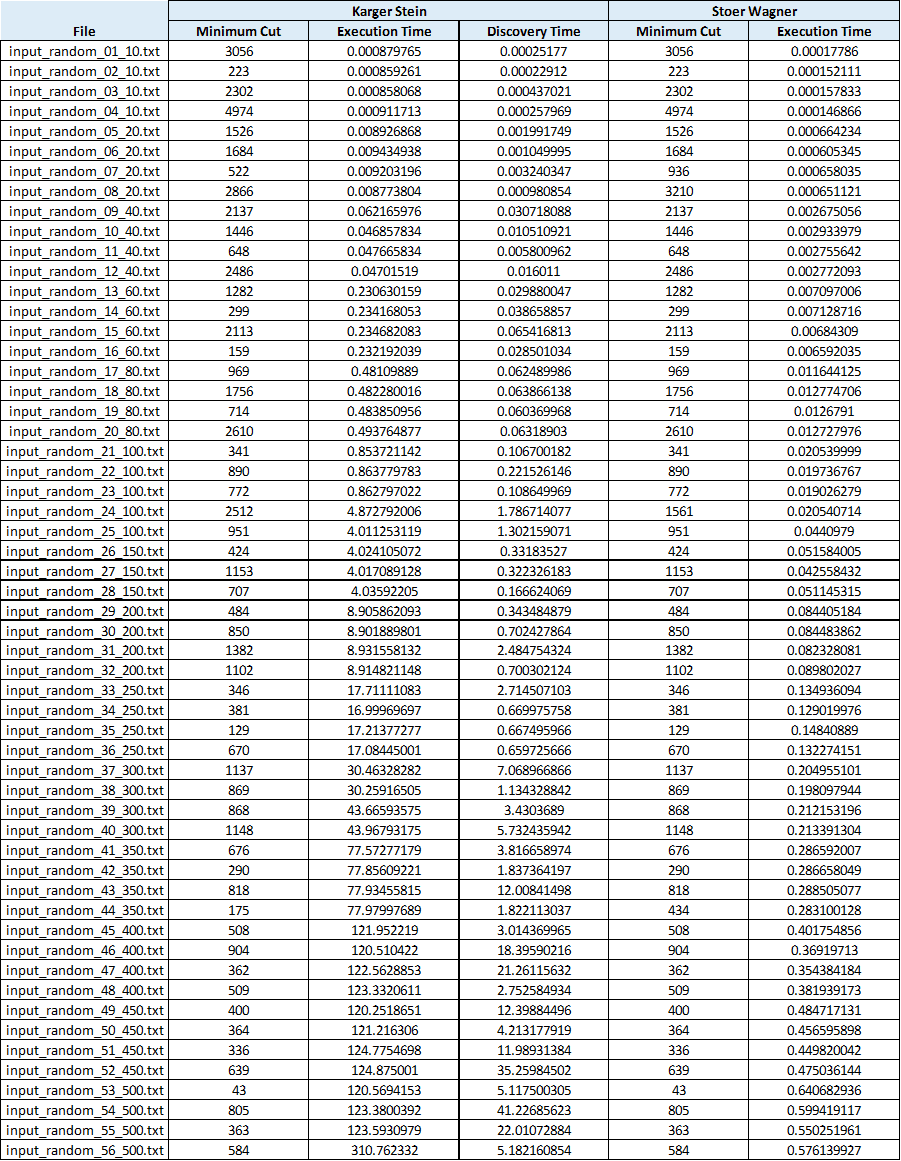 Karger Stein Stoer Wagner
File Minimum Cut Execution Time Discovery Time Minimum Cut Execution Time
input_random_01_10.txt 3056 0.000879765 0.00025177 3056 0.00017786
input_random_02_10.txt 223 0.000859261 0.00022912 223 0.000152111
input_random_03_10.txt 2302 0.000858068 0.000437021 2302 0.000157833
input_random_04_10.txt 4974 0.000911713 0.000257969 4974 0.000146866
input_random_05_20.txt 1526 0.008926868 0.001991749 1526 0.000664234
input_random_06_20.txt 1684 0.009434938 0.001049995 1684 0.000605345
input_random_07_20.txt 522 0.009203196 0.003240347 936 0.000658035
input_random_08_20.txt 2866 0.008773804 0.000980854 3210 0.000651121
input_random_09_40.txt 2137 0.062165976 0.030718088 2137 0.002675056
input_random_10_40.txt 1446 0.046857834 0.010510921 1446 0.002933979
input_random_11_40.txt 648 0.047665834 0.005800962 648 0.002755642
input_random_12_40.txt 2486 0.04701519 0.016011 2486 0.002772093
input_random_13_60.txt 1282 0.230630159 0.029880047 1282 0.007097006
input_random_14_60.txt 299 0.234168053 0.038658857 299 0.007128716
input_random_15_60.txt 2113 0.234682083 0.065416813 2113 0.00684309
input_random_16_60.txt 159 0.232192039 0.028501034 159 0.006592035
input_random_17_80.txt 969 0.48109889 0.062489986 969 0.011644125
input_random_18_80.txt 1756 0.482280016 0.063866138 1756 0.012774706
input_random_19_80.txt 714 0.483850956 0.060369968 714 0.0126791
input_random_20_80.txt 2610 0.493764877 0.06318903 2610 0.012727976
input_random_21_100.txt 341 0.853721142 0.106700182 341 0.020539999
input_random_22_100.txt 890 0.863779783 0.221526146 890 0.019736767
input_random_23_100.txt 772 0.862797022 0.108649969 772 0.019026279
input_random_24_100.txt 2512 4.872792006 1.786714077 1561 0.020540714
input_random_25_100.txt 951 4.011253119 1.302159071 951 0.0440979
input_random_26_150.txt 424 4.024105072 0.33183527 424 0.051584005
input_random_27_150.txt 1153 4.017089128 0.322326183 1153 0.042558432
input_random_28_150.txt 707 4.03592205 0.166624069 707 0.051145315
input_random_29_200.txt 484 8.905862093 0.343484879 484 0.084405184
input_random_30_200.txt 850 8.901889801 0.702427864 850 0.084483862
input_random_31_200.txt 1382 8.931558132 2.484754324 1382 0.082328081
input_random_32_200.txt 1102 8.914821148 0.700302124 1102 0.089802027
input_random_33_250.txt 346 17.71111083 2.714507103 346 0.134936094
input_random_34_250.txt 381 16.99969697 0.669975758 381 0.129019976
input_random_35_250.txt 129 17.21377277 0.667495966 129 0.14840889
input_random_36_250.txt 670 17.08445001 0.659725666 670 0.132274151
input_random_37_300.txt 1137 30.46328282 7.068966866 1137 0.204955101
input_random_38_300.txt 869 30.25916505 1.134328842 869 0.198097944
input_random_39_300.txt 868 43.66593575 3.4303689 868 0.212153196
input_random_40_300.txt 1148 43.96793175 5.732435942 1148 0.213391304
input_random_41_350.txt 676 77.57277179 3.816658974 676 0.286592007
input_random_42_350.txt 290 77.85609221 1.837364197 290 0.286658049
input_random_43_350.txt 818 77.93455815 12.00841498 818 0.288505077
input_random_44_350.txt 175 77.97997689 1.822113037 434 0.283100128
input_random_45_400.txt 508 121.952219 3.014369965 508 0.401754856
input_random_46_400.txt 904 120.510422 18.39590216 904 0.36919713
input_random_47_400.txt 362 122.5628853 21.26115632 362 0.354384184
input_random_48_400.txt 509 123.3320611 2.752584934 509 0.381939173
input_random_49_450.txt 400 120.2518651 12.39884496 400 0.484717131
input_random_50_450.txt 364 121.216306 4.213177919 364 0.456595898
input_random_51_450.txt 336 124.7754698 11.98931384 336 0.449820042
input_random_52_450.txt 639 124.875001 35.25984502 639 0.475036144
input_random_53_500.txt 43 120.5694153 5.117500305 43 0.640682936
input_random_54_500.txt 805 123.3800392 41.22685623 805 0.599419117
input_random_55_500.txt 363 123.5930979 22.01072884 363 0.550251961
input_random_56_500.txt 584 310.762332 5.182160854 584 0.576139927